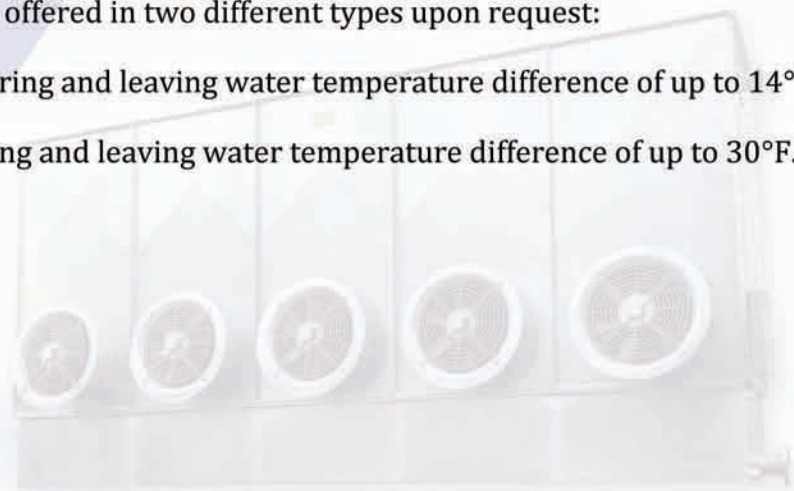 offered in two different types upon request:
ring and leaving water temperature difference of up to 14°
ng and leaving water temperature difference of up to 30°F.